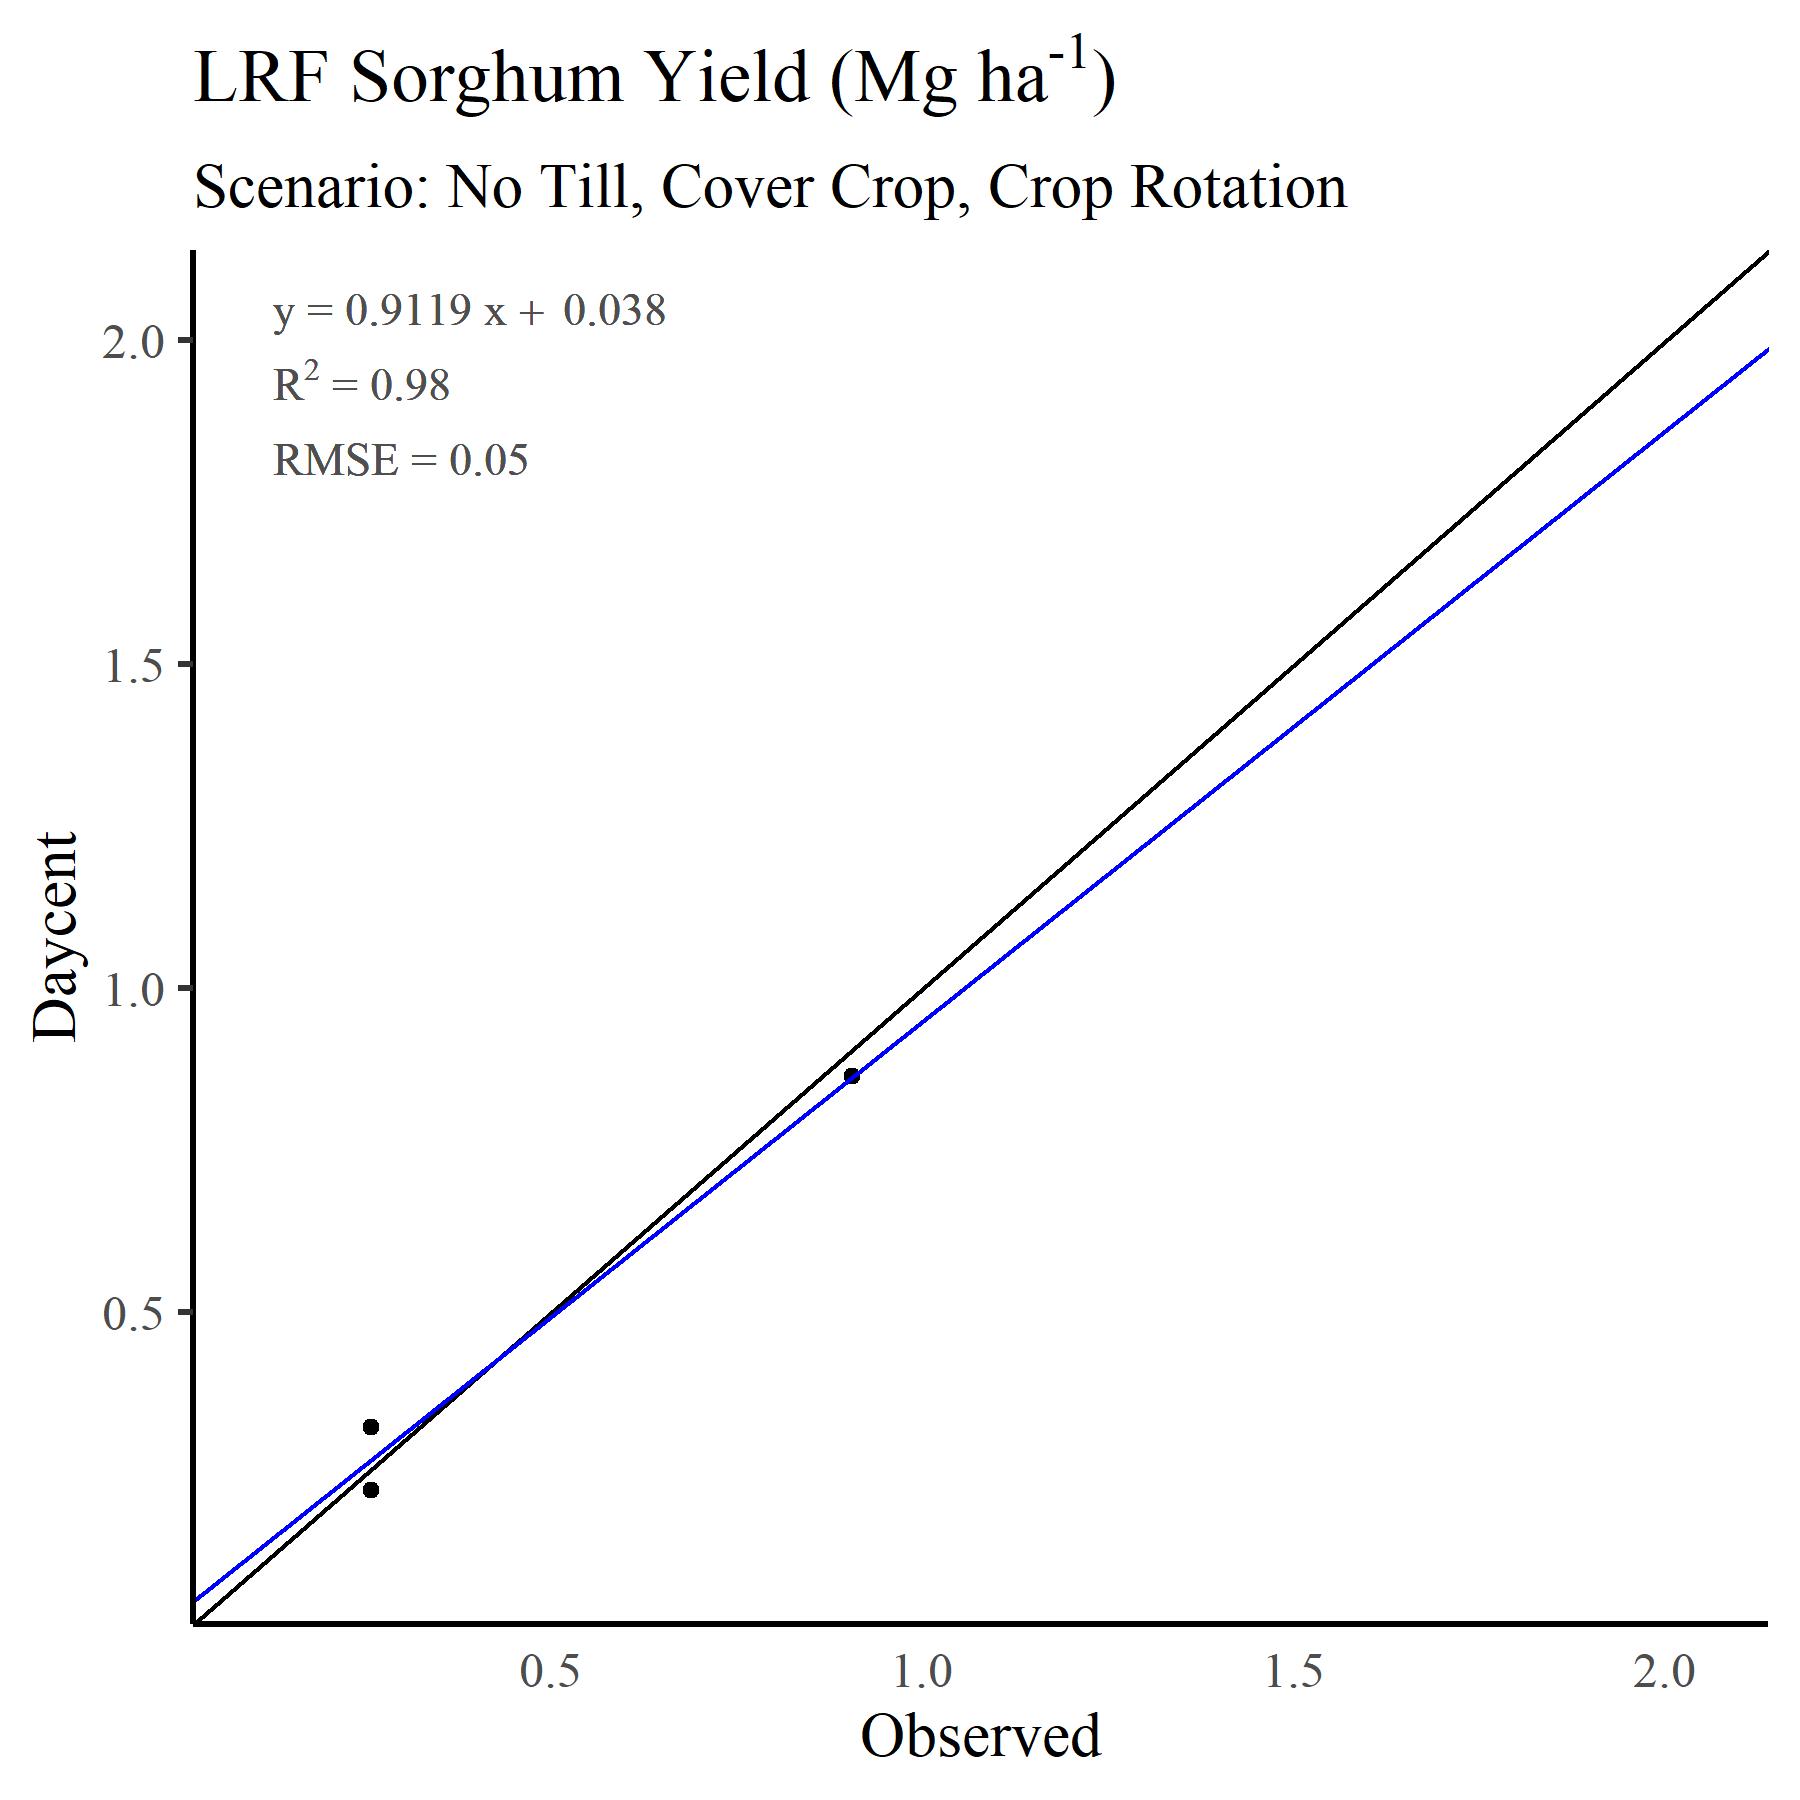 LRF Sorghum Yield (Mg ha⁻¹)
Scenario: No Till, Cover Crop, Crop Rotation
y = 0.9119 x + 0.038
R² = 0.98
RMSE = 0.05
2.0
1.5
1.0
0.5
Daycent
0.5 1.0 1.5 2.0
Observed